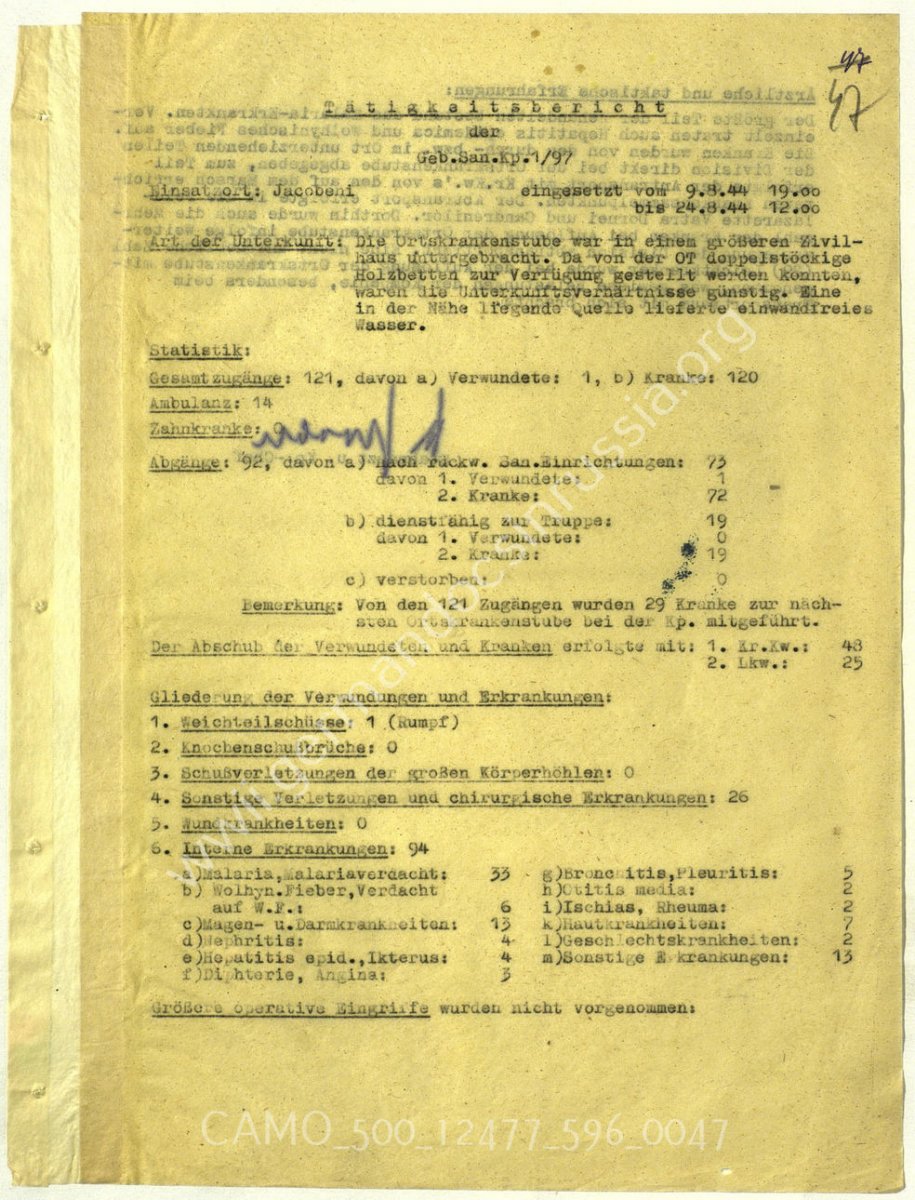 47
47
Tätigkeitsbericht
der
Geb.San.Kp.1/97
Einsatzort: Jacobeni eingesetzt vom 9.8.44 19.00
bis 24.8.44 12.00
Art der Unterkunft: Die Ortskrankenstube war in einem größeren Zivil-
haus untergebracht. Da von der OT doppelstöckige
Holzbetten zur Verfügung gestellt werden konnten,
waren die Unterkunftsverhältnisse günstig. Eine
in der Nähe liegende Quelle lieferte einwandfreies
Wasser.
Statistik:
Gesamtzugänge: 121, davon a) Verwundete: 1, b) Kranke: 120
Ambulanz: 14
Zahnkranke: 0
Abgänge: 92, davon a) nach rückw. San.Einrichtungen: 73
davon 1. Verwundete: 1
2. Kranke: 72
b) dienstfähig zur Truppe: 19
davon 1. Verwundete: 0
2. Kranke: 19
c) verstorben: 0
Bemerkung: Von den 121 Zugängen wurden 29 Kranke zur näch-
sten Ortskrankenstube bei der Kp. mitgeführt.
Der Abschub der Verwundeten und Kranken erfolgte mit: 1. Kr.Kw.: 48
2. Lkw.: 25
Gliederung der Verwundungen und Erkrankungen:
1. Weichteilschüsse: 1 (Rumpf)
2. Knochenschußbrüche: 0
3. Schußverletzungen der großen Körperhöhlen: 0
4. Sonstige Verletzungen und chirurgische Erkrankungen: 26
5. Wundkrankheiten: 0
6. Interne Erkrankungen: 94
a)Malaria,Malariaverdacht: 33 g)Bronchitis,Pleuritis: 5
b) Wolhyn.Fieber,Verdacht h)Otitis media: 2
auf W.F.: 6 i)Ischias, Rheuma: 2
c)Magen- u.Darmkrankheiten: 13 k)Hautkrankheiten: 7
d)Nephritis: 4 l)Geschlechtskrankheiten: 2
e)Hepatitis epid.,Ikterus: 4 m)Sonstige Erkrankungen: 13
f)Diphterie, Angina: 3
Größere operative Eingriffe wurden nicht vorgenommen:
www.germandocsinrussia.org
CAMO_500_12477_596_0047